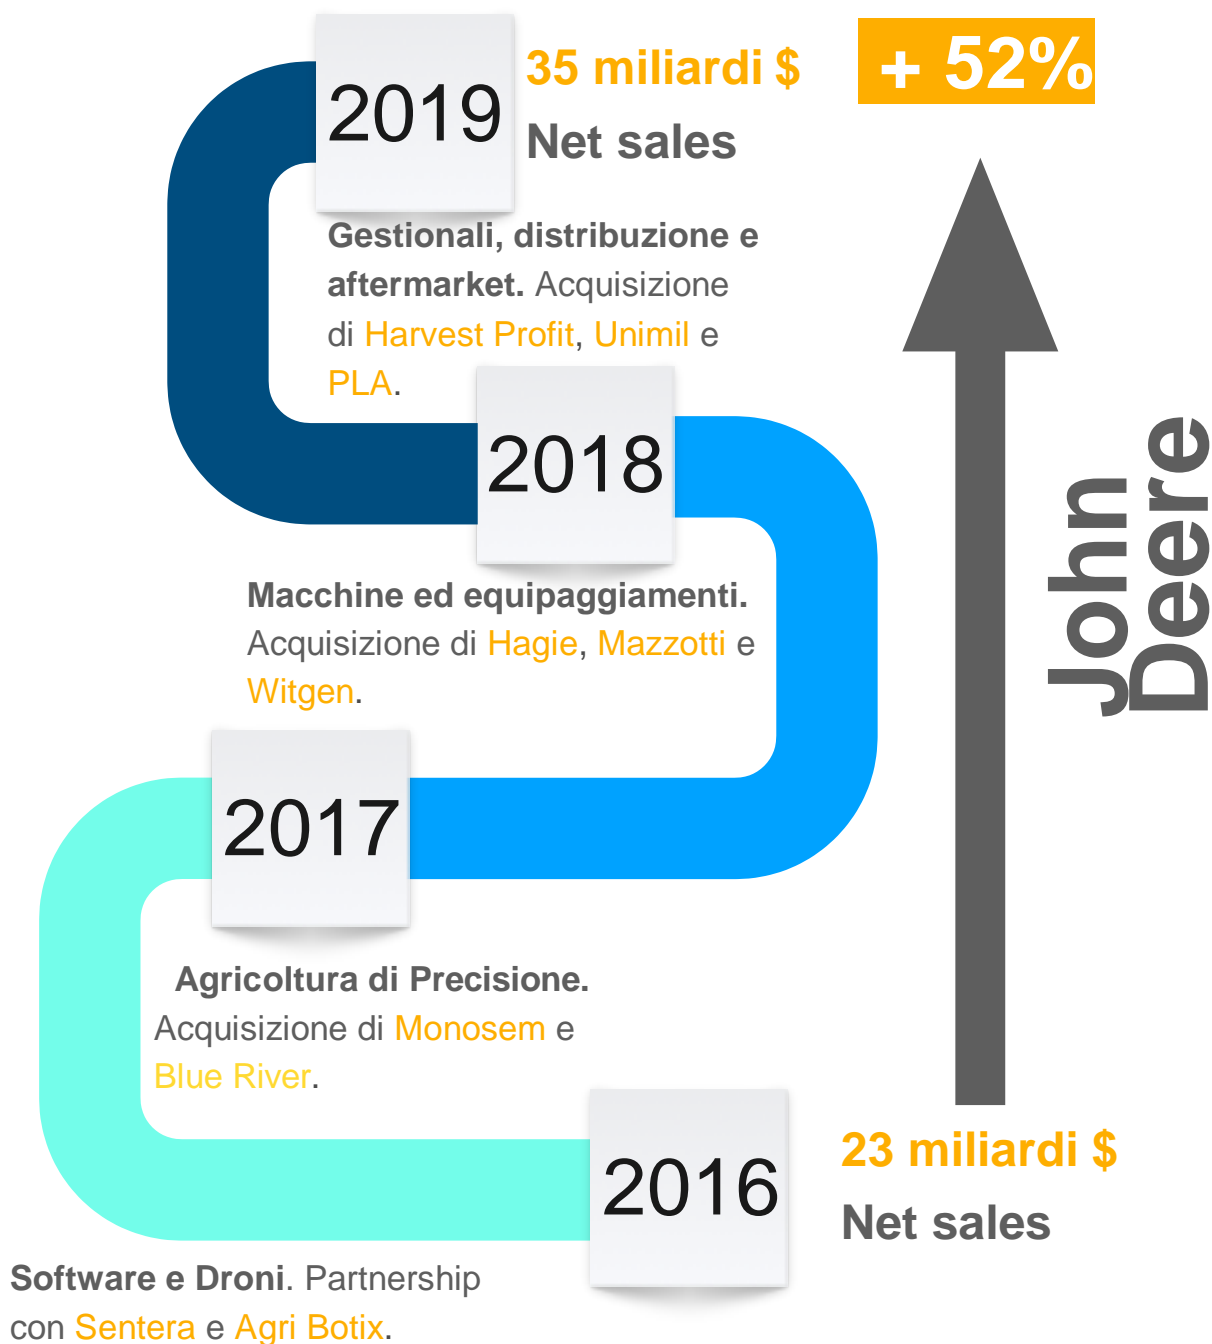 2019
35 miliardi $
Net sales
+ 52%
Gestionali, distribuzione e
aftermarket. Acquisizione
di Harvest Profit, Unimil e
PLA.
2018
Macchine ed equipaggiamenti.
Acquisizione di Hagie, Mazzotti e
Witgen.
John
Deere
2017
Agricoltura di Precisione.
Acquisizione di Monosem e
Blue River.
2016
23 miliardi $
Net sales
Software e Droni. Partnership
con Sentera e Agri Botix.